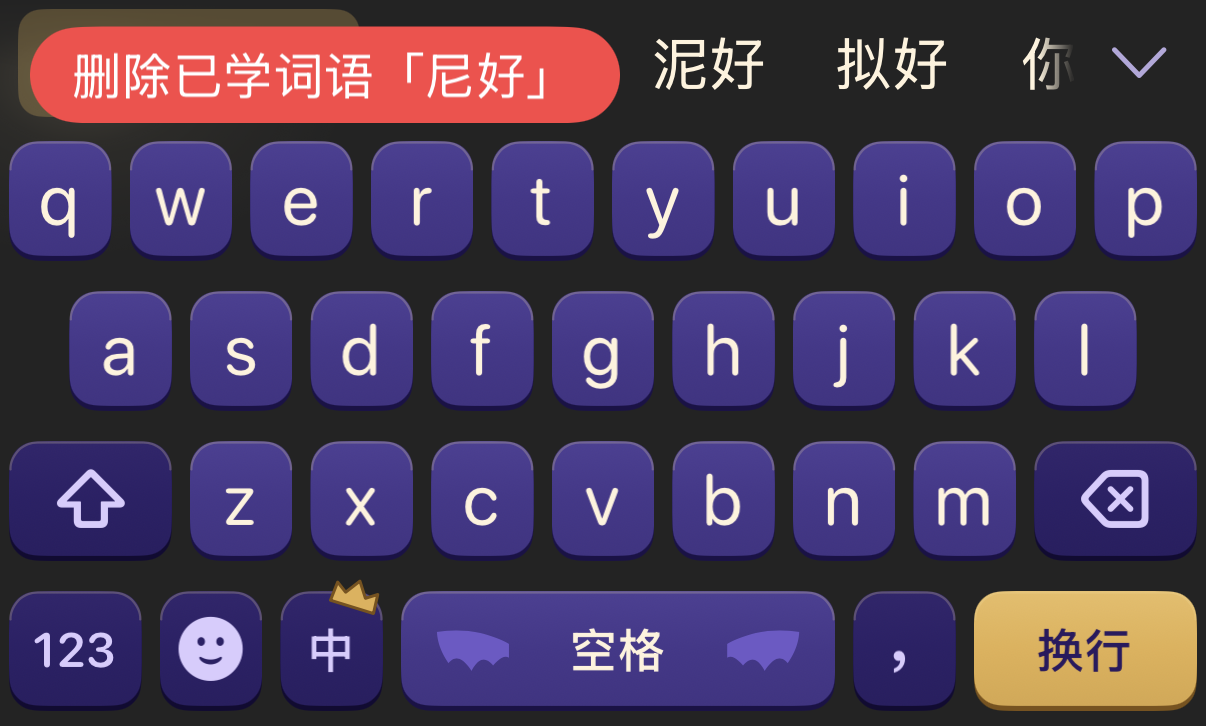 删除已学词语「尼好」 泥好 拟好 你
q w e r t y u i o p
a s d f g h j k l
z x c v b n m
123 中 空格 , 换行